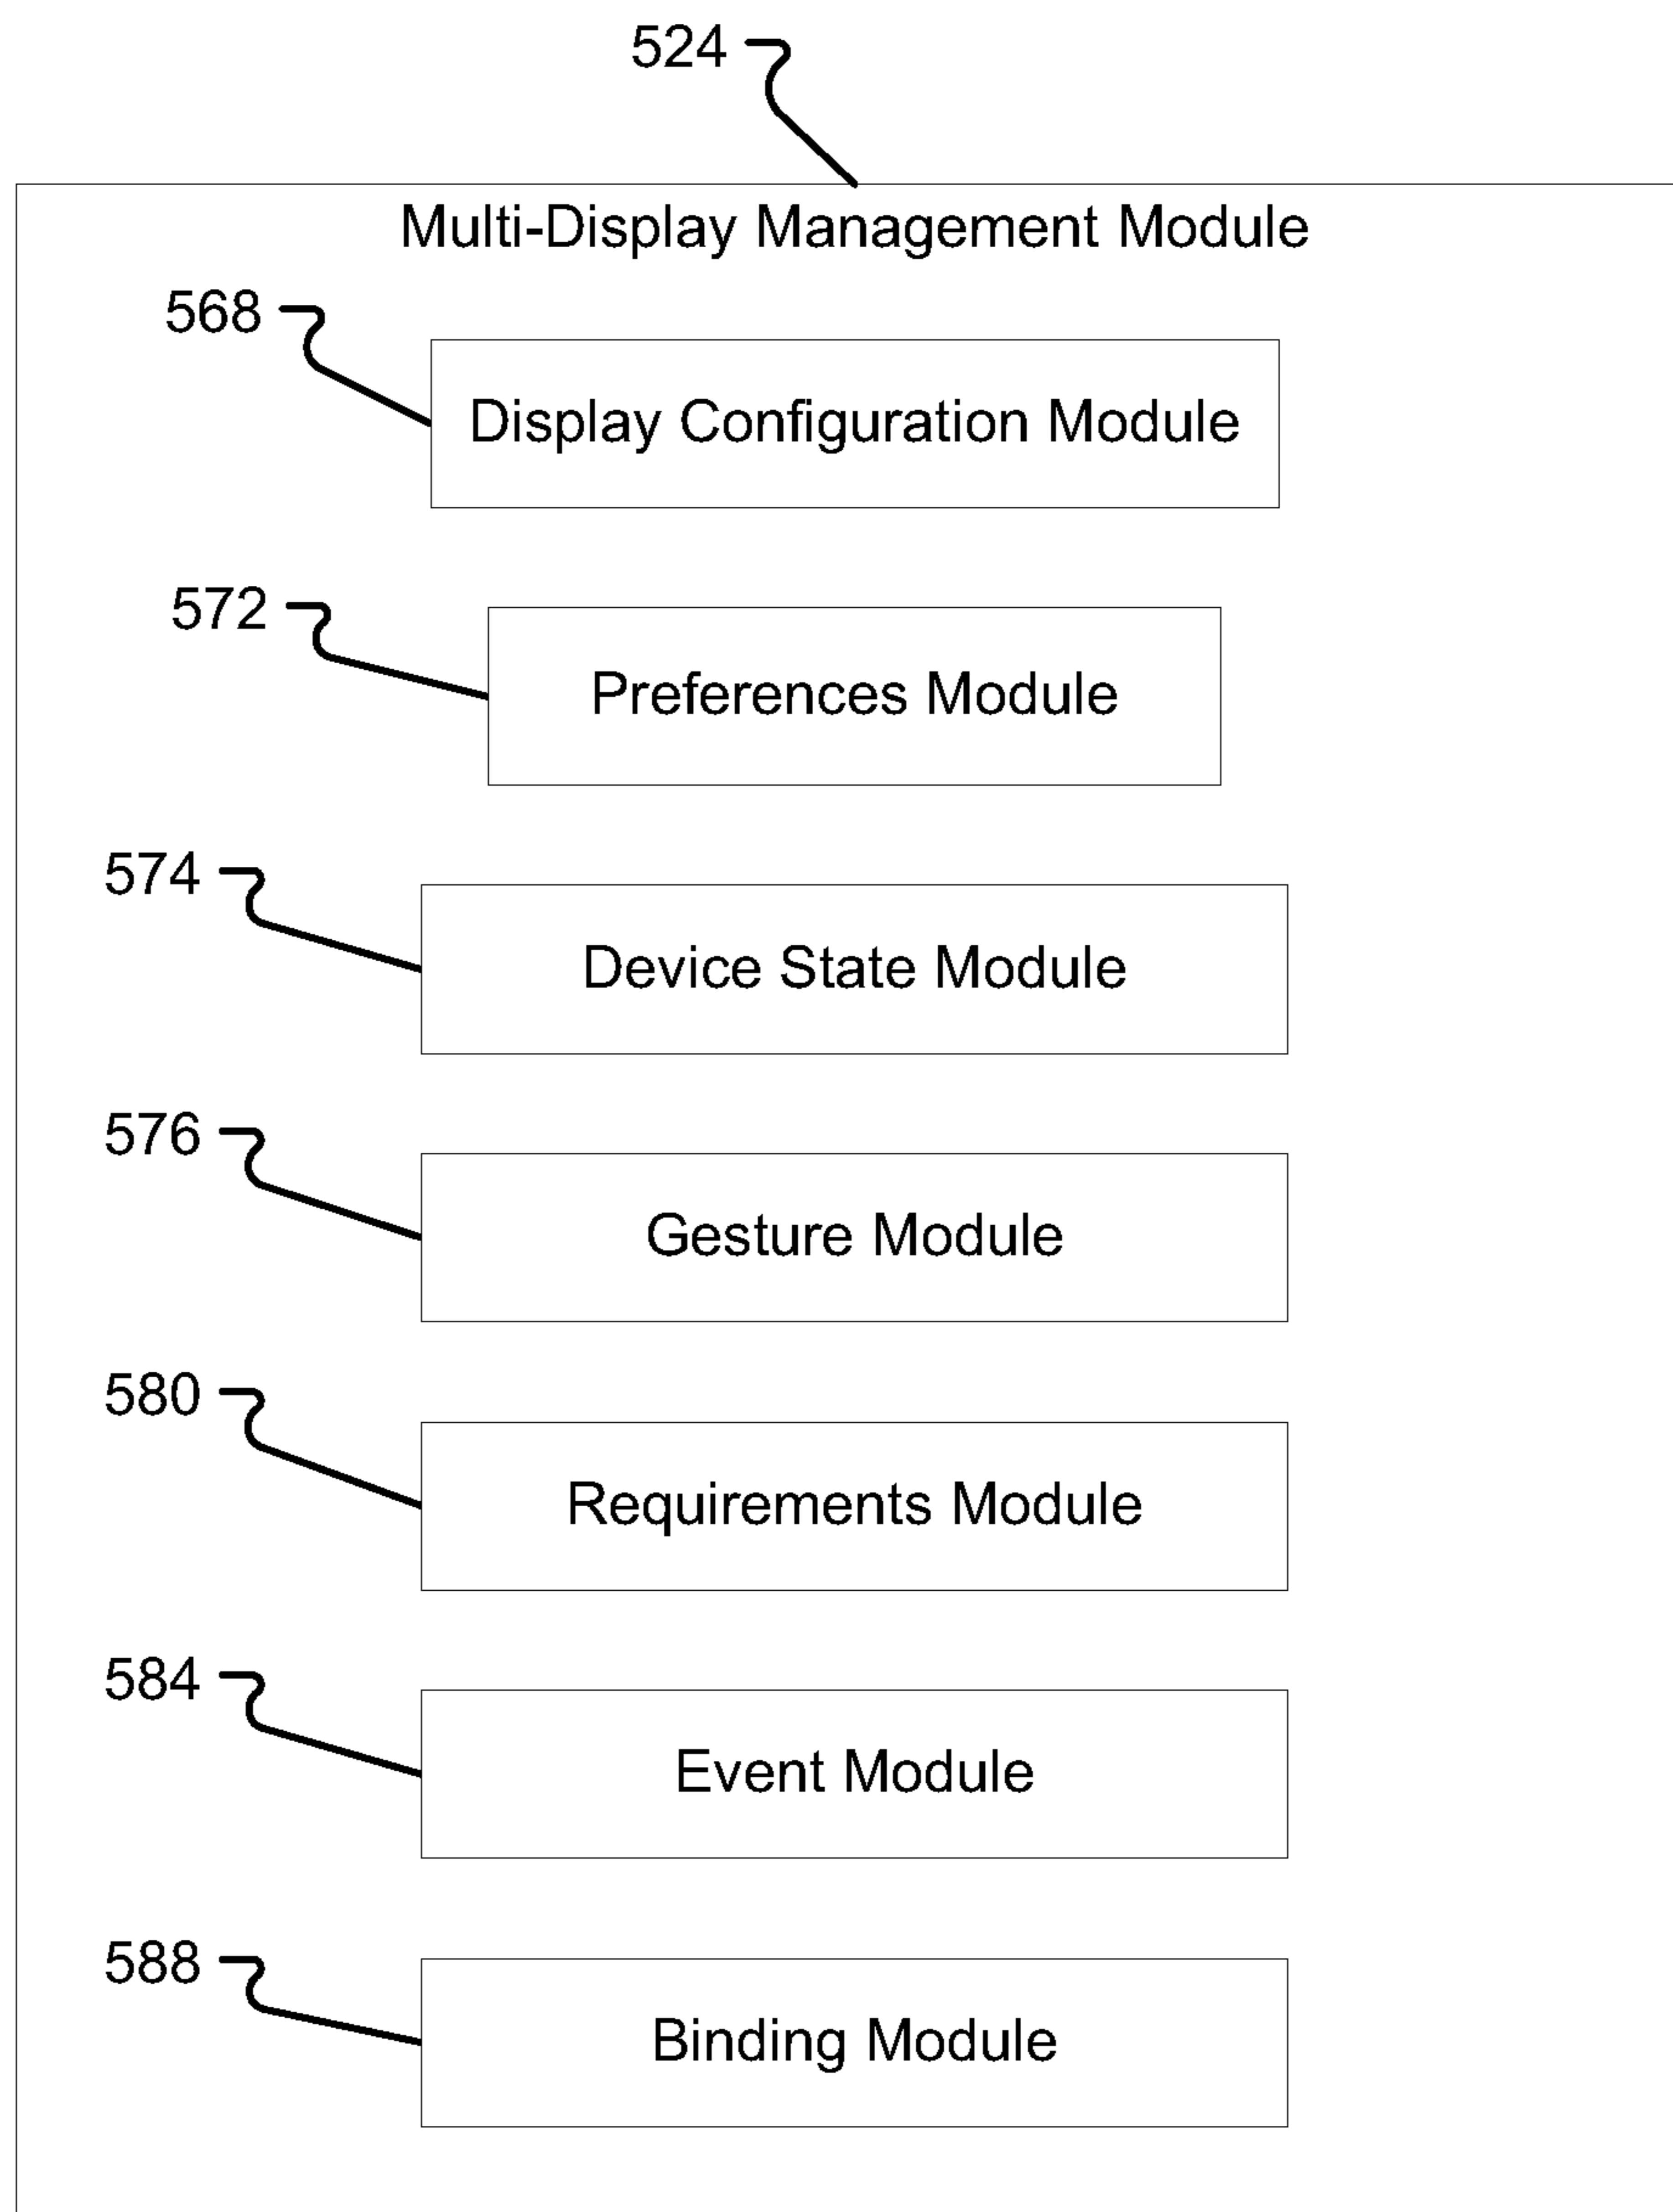 524
Multi-Display Management Module
568
Display Configuration Module
572
Preferences Module
574
Device State Module
576
Gesture Module
580
Requirements Module
584
Event Module
588
Binding Module